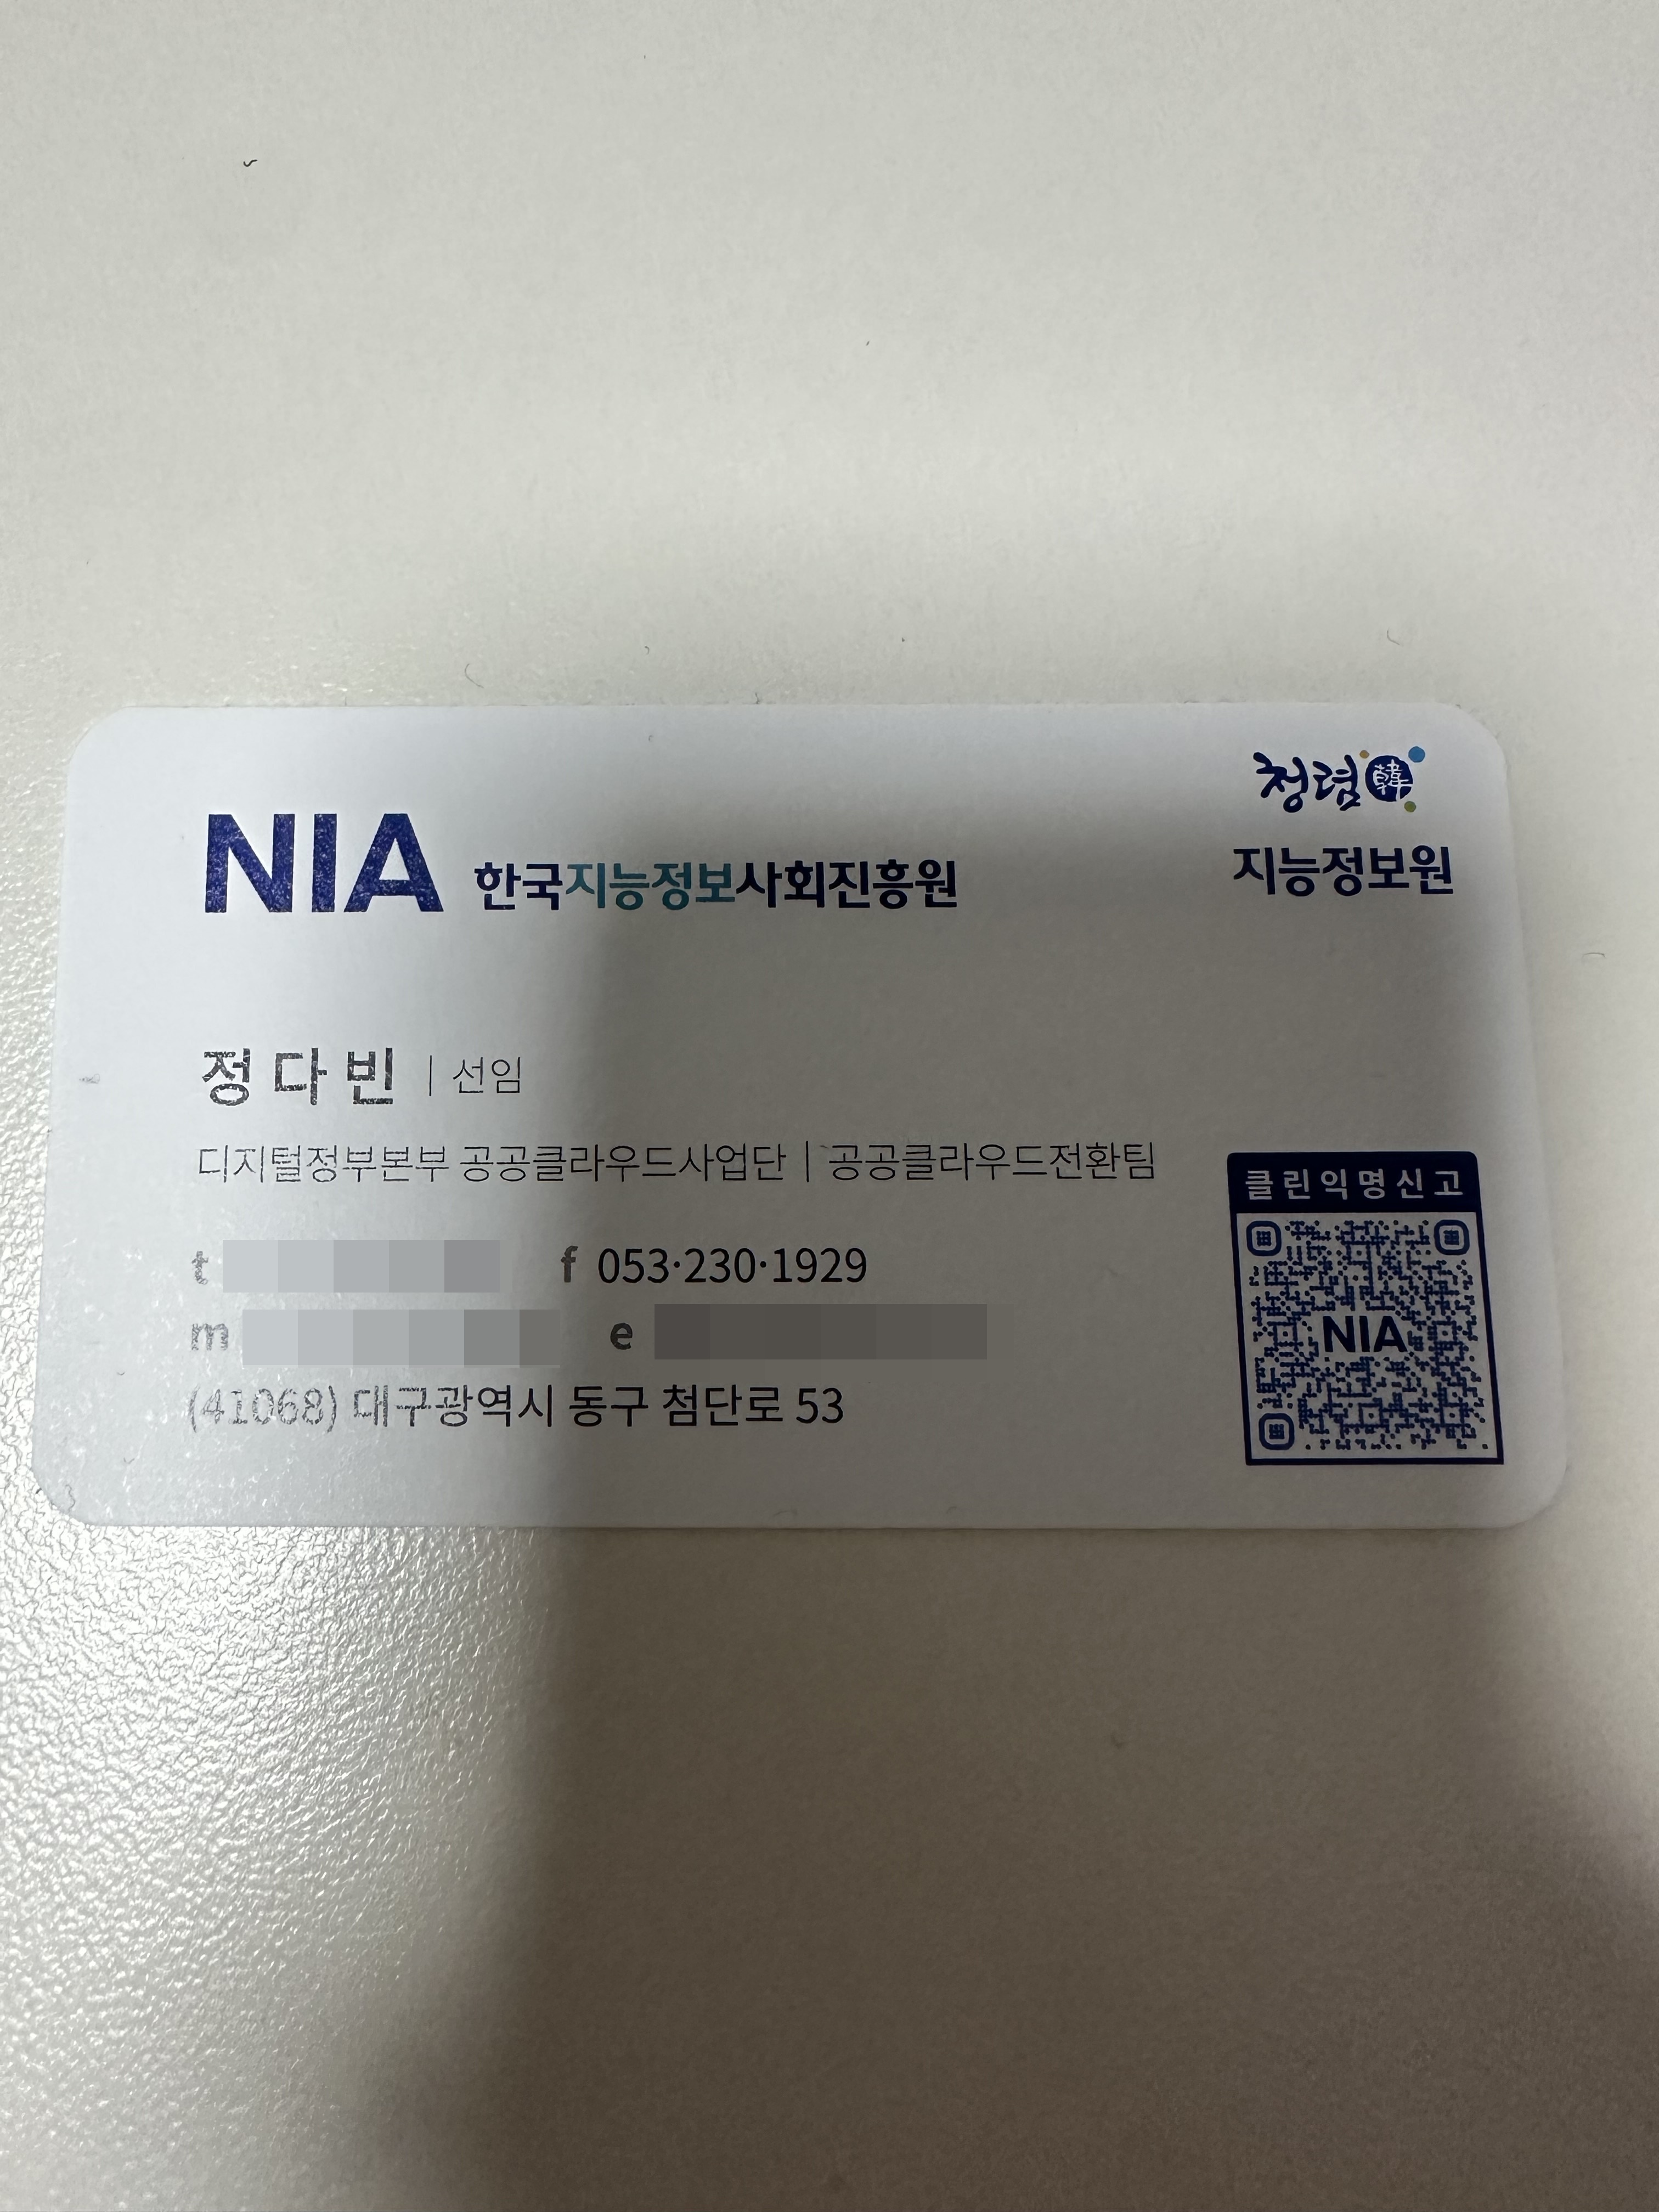 NIA 한국지능정보사회진흥원
청렴韓
지능정보원
정다빈 | 선임
디지털정부본부 공공클라우드사업단 | 공공클라우드전환팀
t f 053·230·1929
m e
(41068) 대구광역시 동구 첨단로 53
클린익명신고
NIA